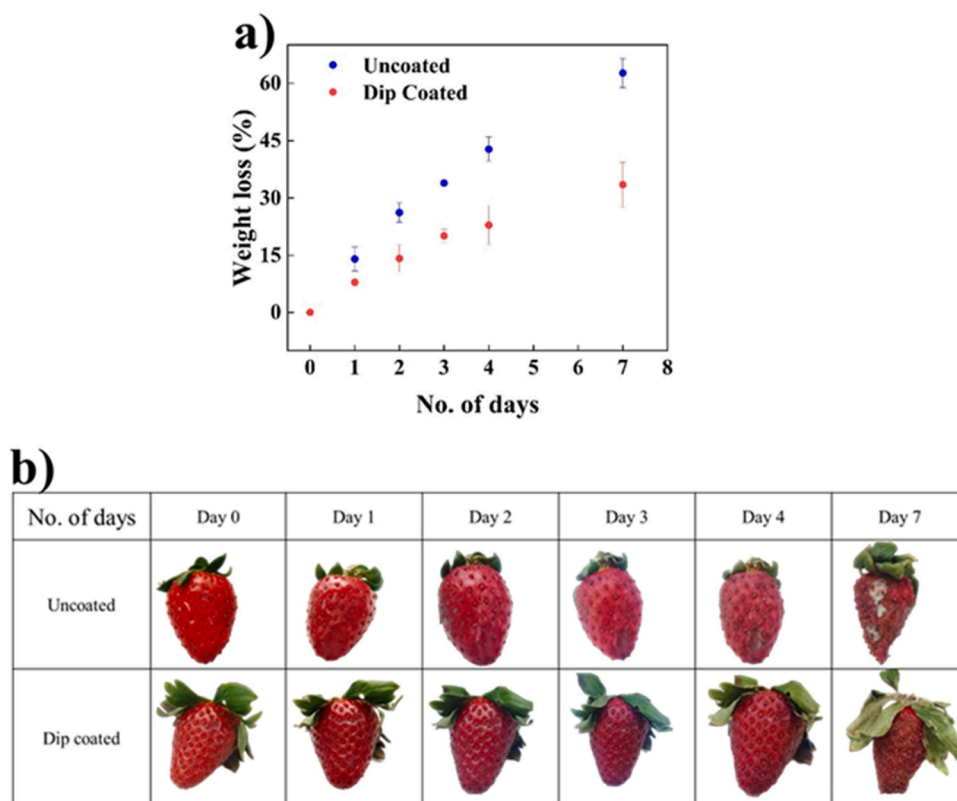 a)
Uncoated
Dip Coated
Weight loss (%)
60
45
30
15
0
0 1 2 3 4 5 6 7 8
No. of days
b)
No. of days Day 0 Day 1 Day 2 Day 3 Day 4 Day 7
Uncoated
Dip coated